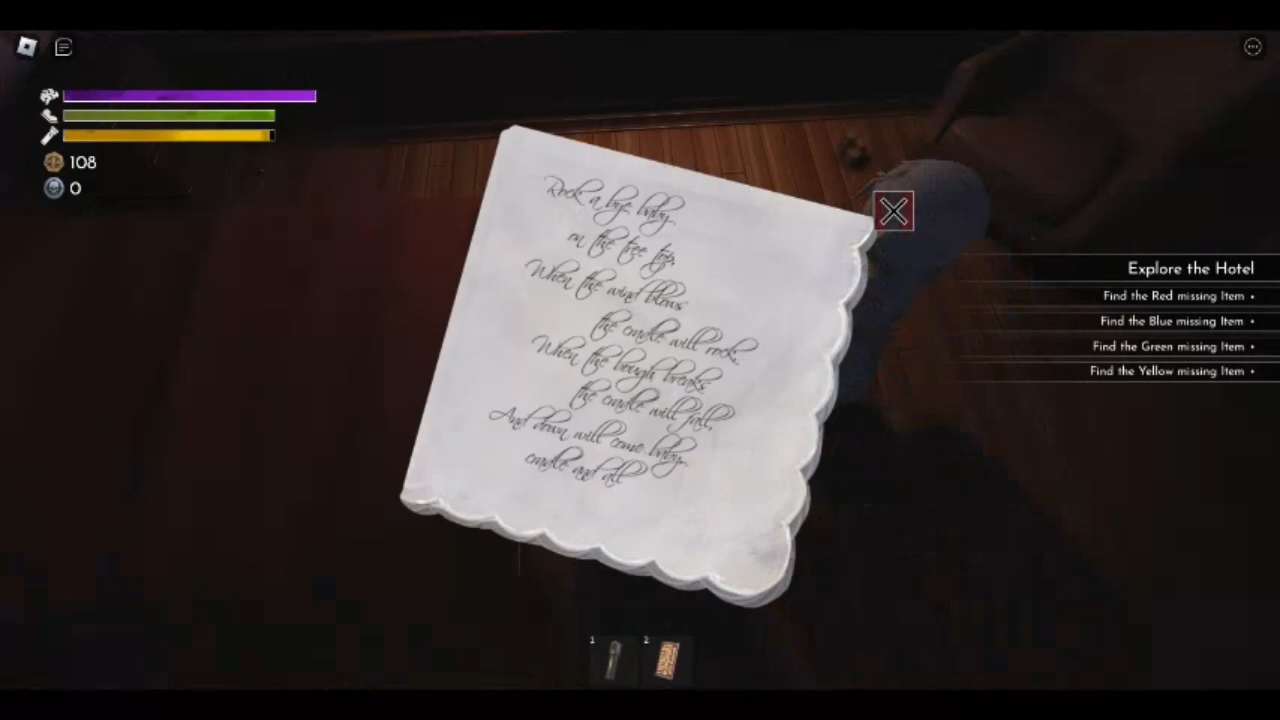 108
0
Rock a bye baby
on the tree top,
When the wind blows
the cradle will rock,
When the bough breaks
the cradle will fall,
And down will come baby
cradle and all
Explore the Hotel
Find the Red missing Item
Find the Blue missing Item
Find the Green missing Item
Find the Yellow missing Item
1
2